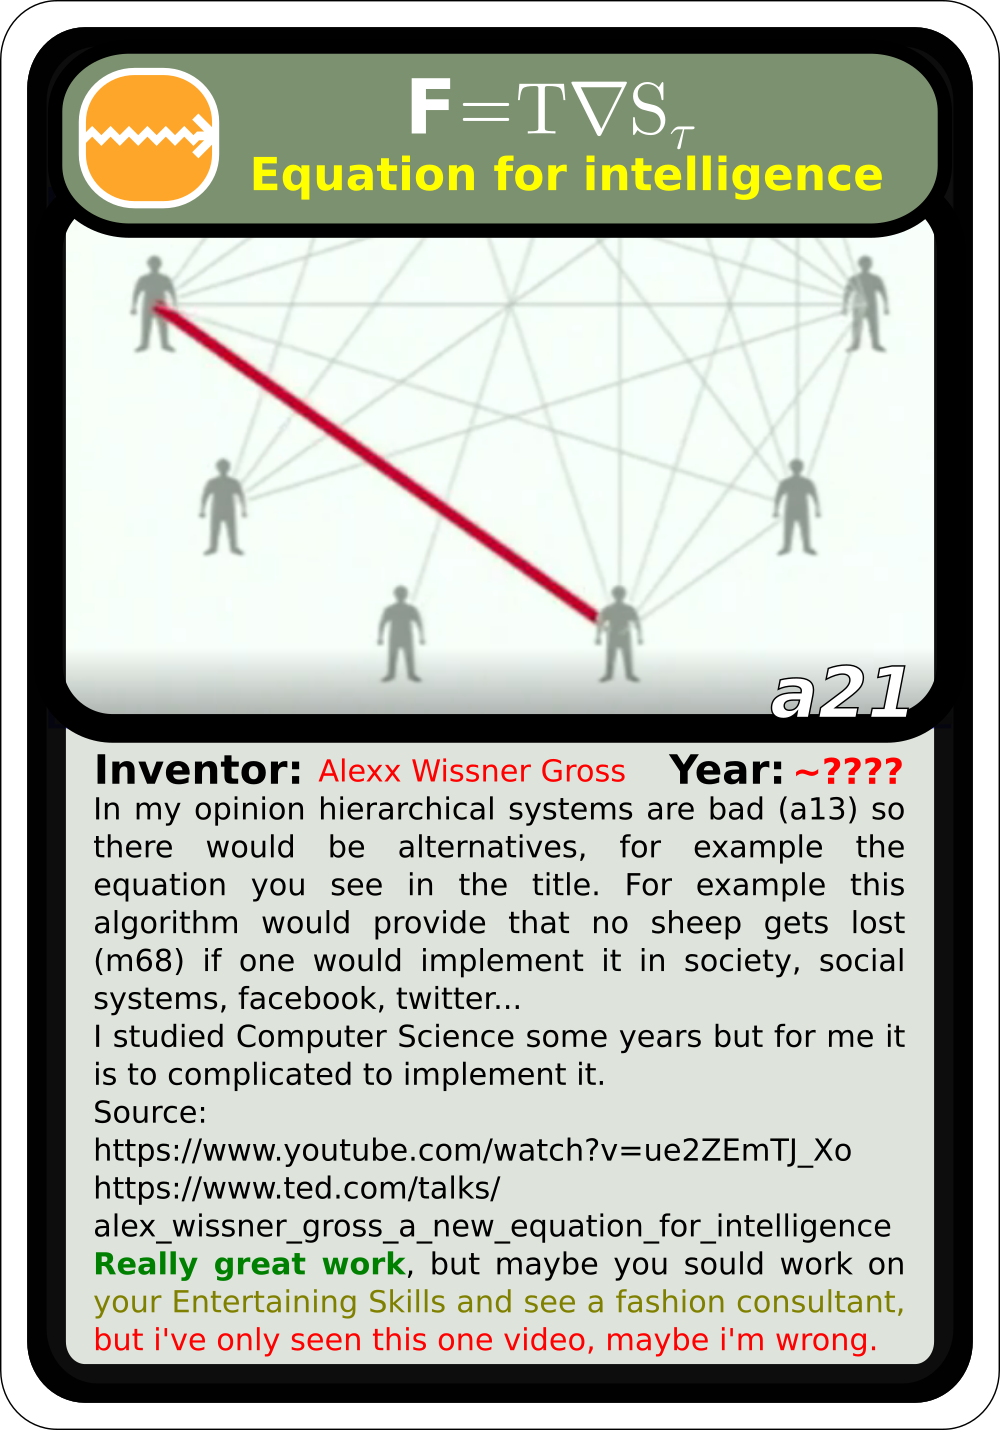 F=T∇Sτ
Equation for intelligence
a21
Inventor: Alexx Wissner Gross Year: ~????
In my opinion hierarchical systems are bad (a13) so
there would be alternatives, for example the
equation you see in the title. For example this
algorithm would provide that no sheep gets lost
(m68) if one would implement it in society, social
systems, facebook, twitter...
I studied Computer Science some years but for me it
is to complicated to implement it.
Source:
https://www.youtube.com/watch?v=ue2ZEmTJ_Xo
https://www.ted.com/talks/
alex_wissner_gross_a_new_equation_for_intelligence
Really great work, but maybe you sould work on
your Entertaining Skills and see a fashion consultant,
but i've only seen this one video, maybe i'm wrong.